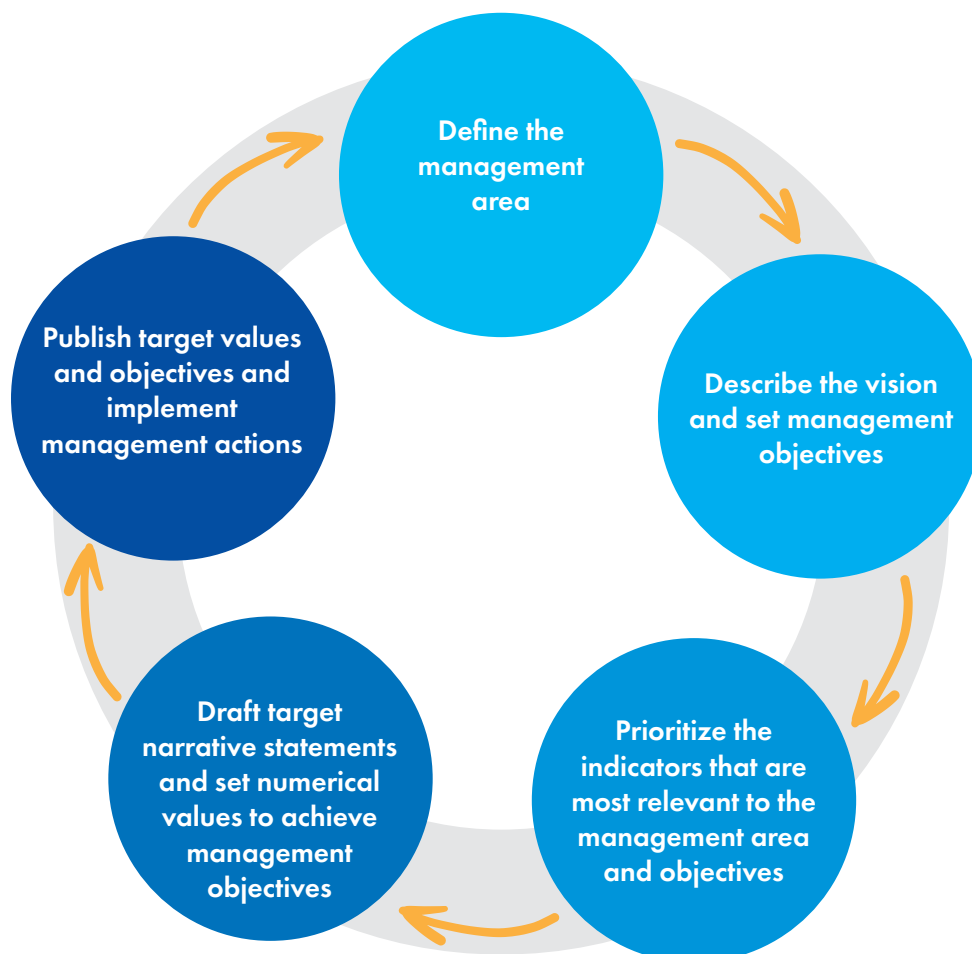 Define the
management
area
Describe the vision
and set management
objectives
Prioritize the
indicators that are
most relevant to the
management area
and objectives
Draft target
narrative statements
and set numerical
values to achieve
management
objectives
Publish target values
and objectives and
implement
management actions